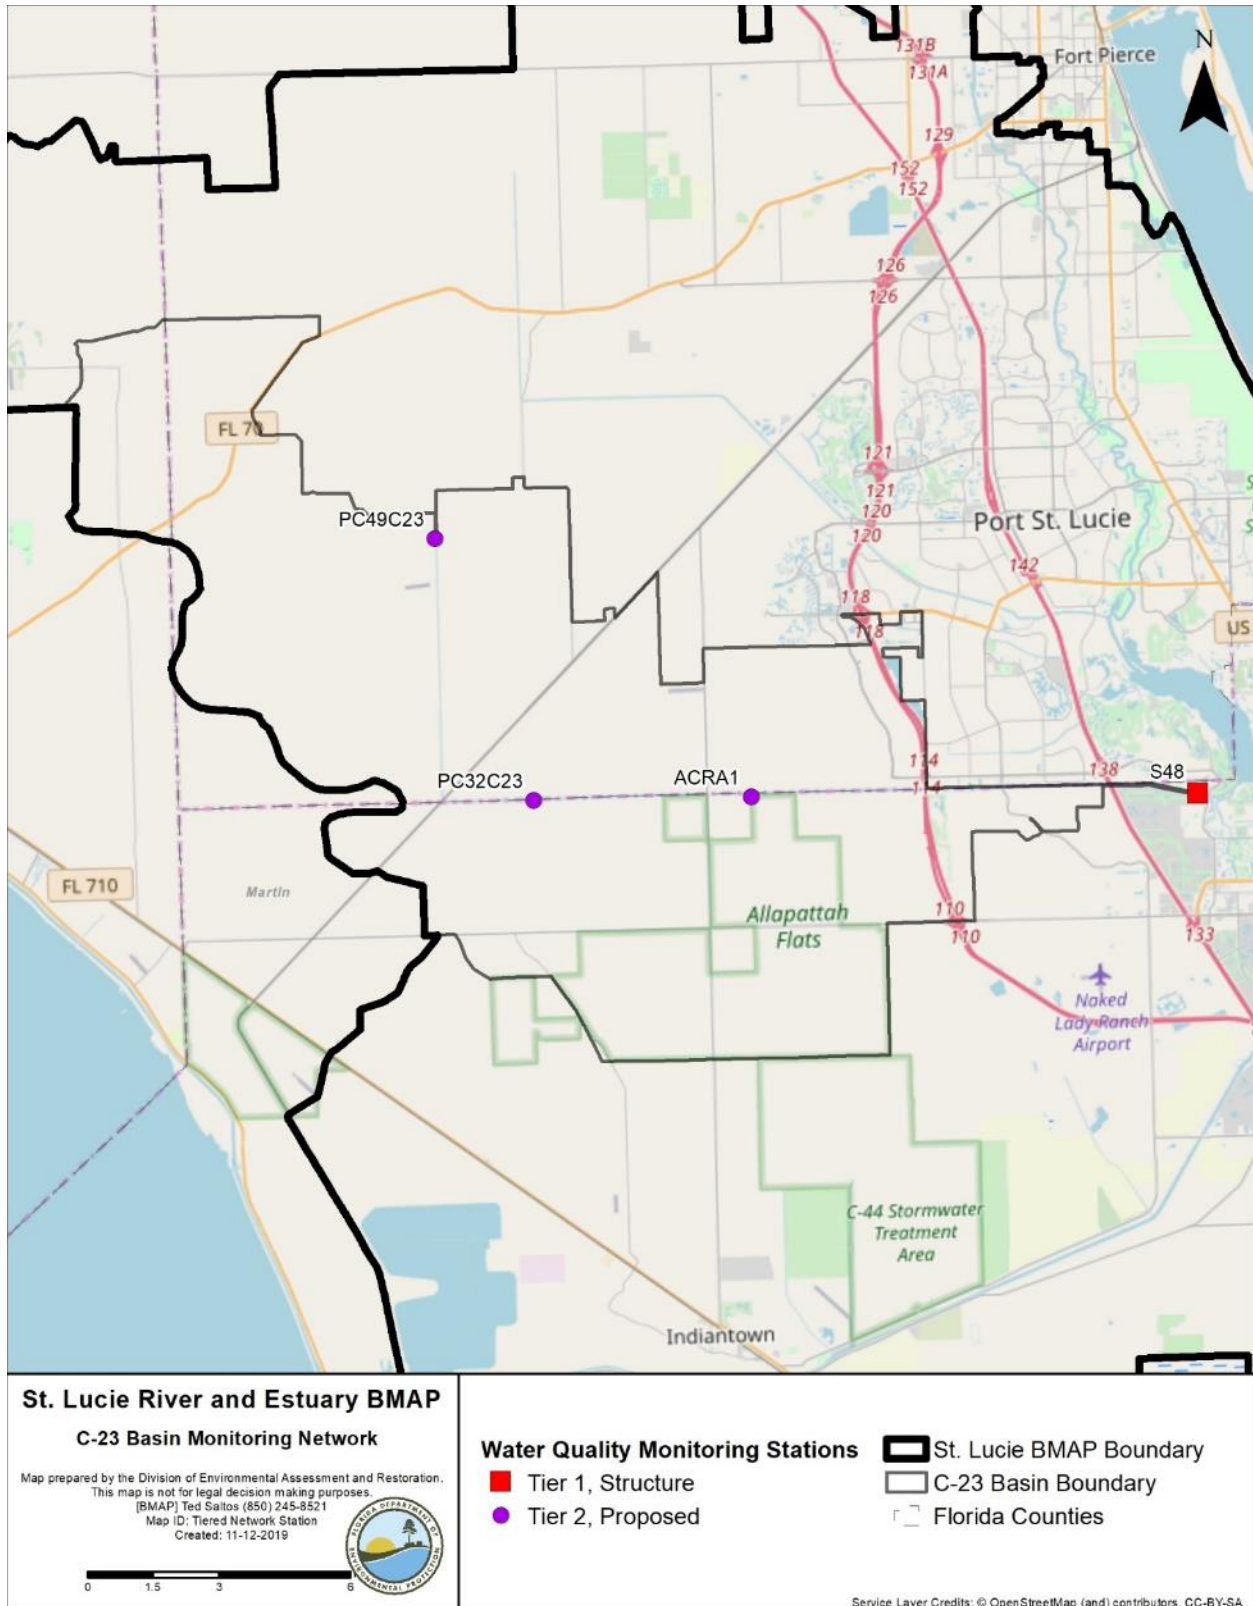 N
131B
Fort Pierce
131A
129
152
152
126
126
FL 70
121
121
PC49C23
120
Port St. Lucie
120
142
118
118
US
114
138
S48
PC32C23
ACRA1
114
FL 710
Martin
110
Allapattah
Flats
110
133
Naked
Lady Ranch
Airport
C-44 Stormwater
Treatment
Area
Indiantown
St. Lucie River and Estuary BMAP
C-23 Basin Monitoring Network
Map prepared by the Division of Environmental Assessment and Restoration.
This map is not for legal decision making purposes.
[BMAP] Ted Saltos (850) 245-8521
Map ID: Tiered Network Station
Created: 11-12-2019
0 1.5 3 6
FLORIDA DEPARTMENT OF
ENVIRONMENTAL PROTECTION
Water Quality Monitoring Stations
Tier 1, Structure
Tier 2, Proposed
St. Lucie BMAP Boundary
C-23 Basin Boundary
Florida Counties
Service Layer Credits: © OpenStreetMap (and) contributors, CC-BY-SA